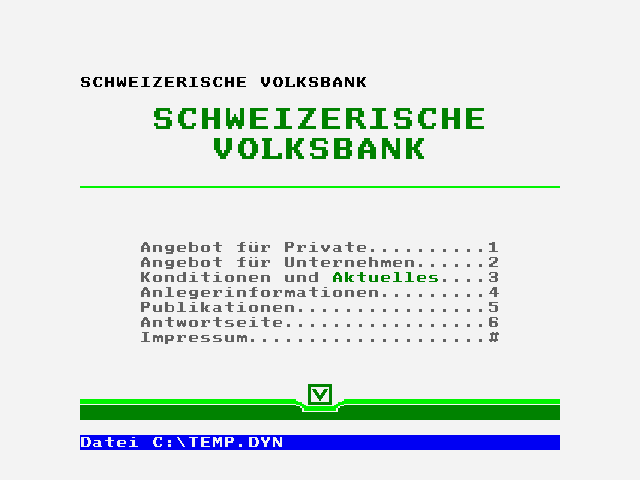 SCHWEIZERISCHE VOLKSBANK
SCHWEIZERISCHE
VOLKSBANK
Angebot für Private..........1
Angebot für Unternehmen......2
Konditionen und Aktuelles....3
Anlegerinformationen.........4
Publikationen................5
Antwortseite.................6
Impressum....................#
V
Datei C:\TEMP.DYN